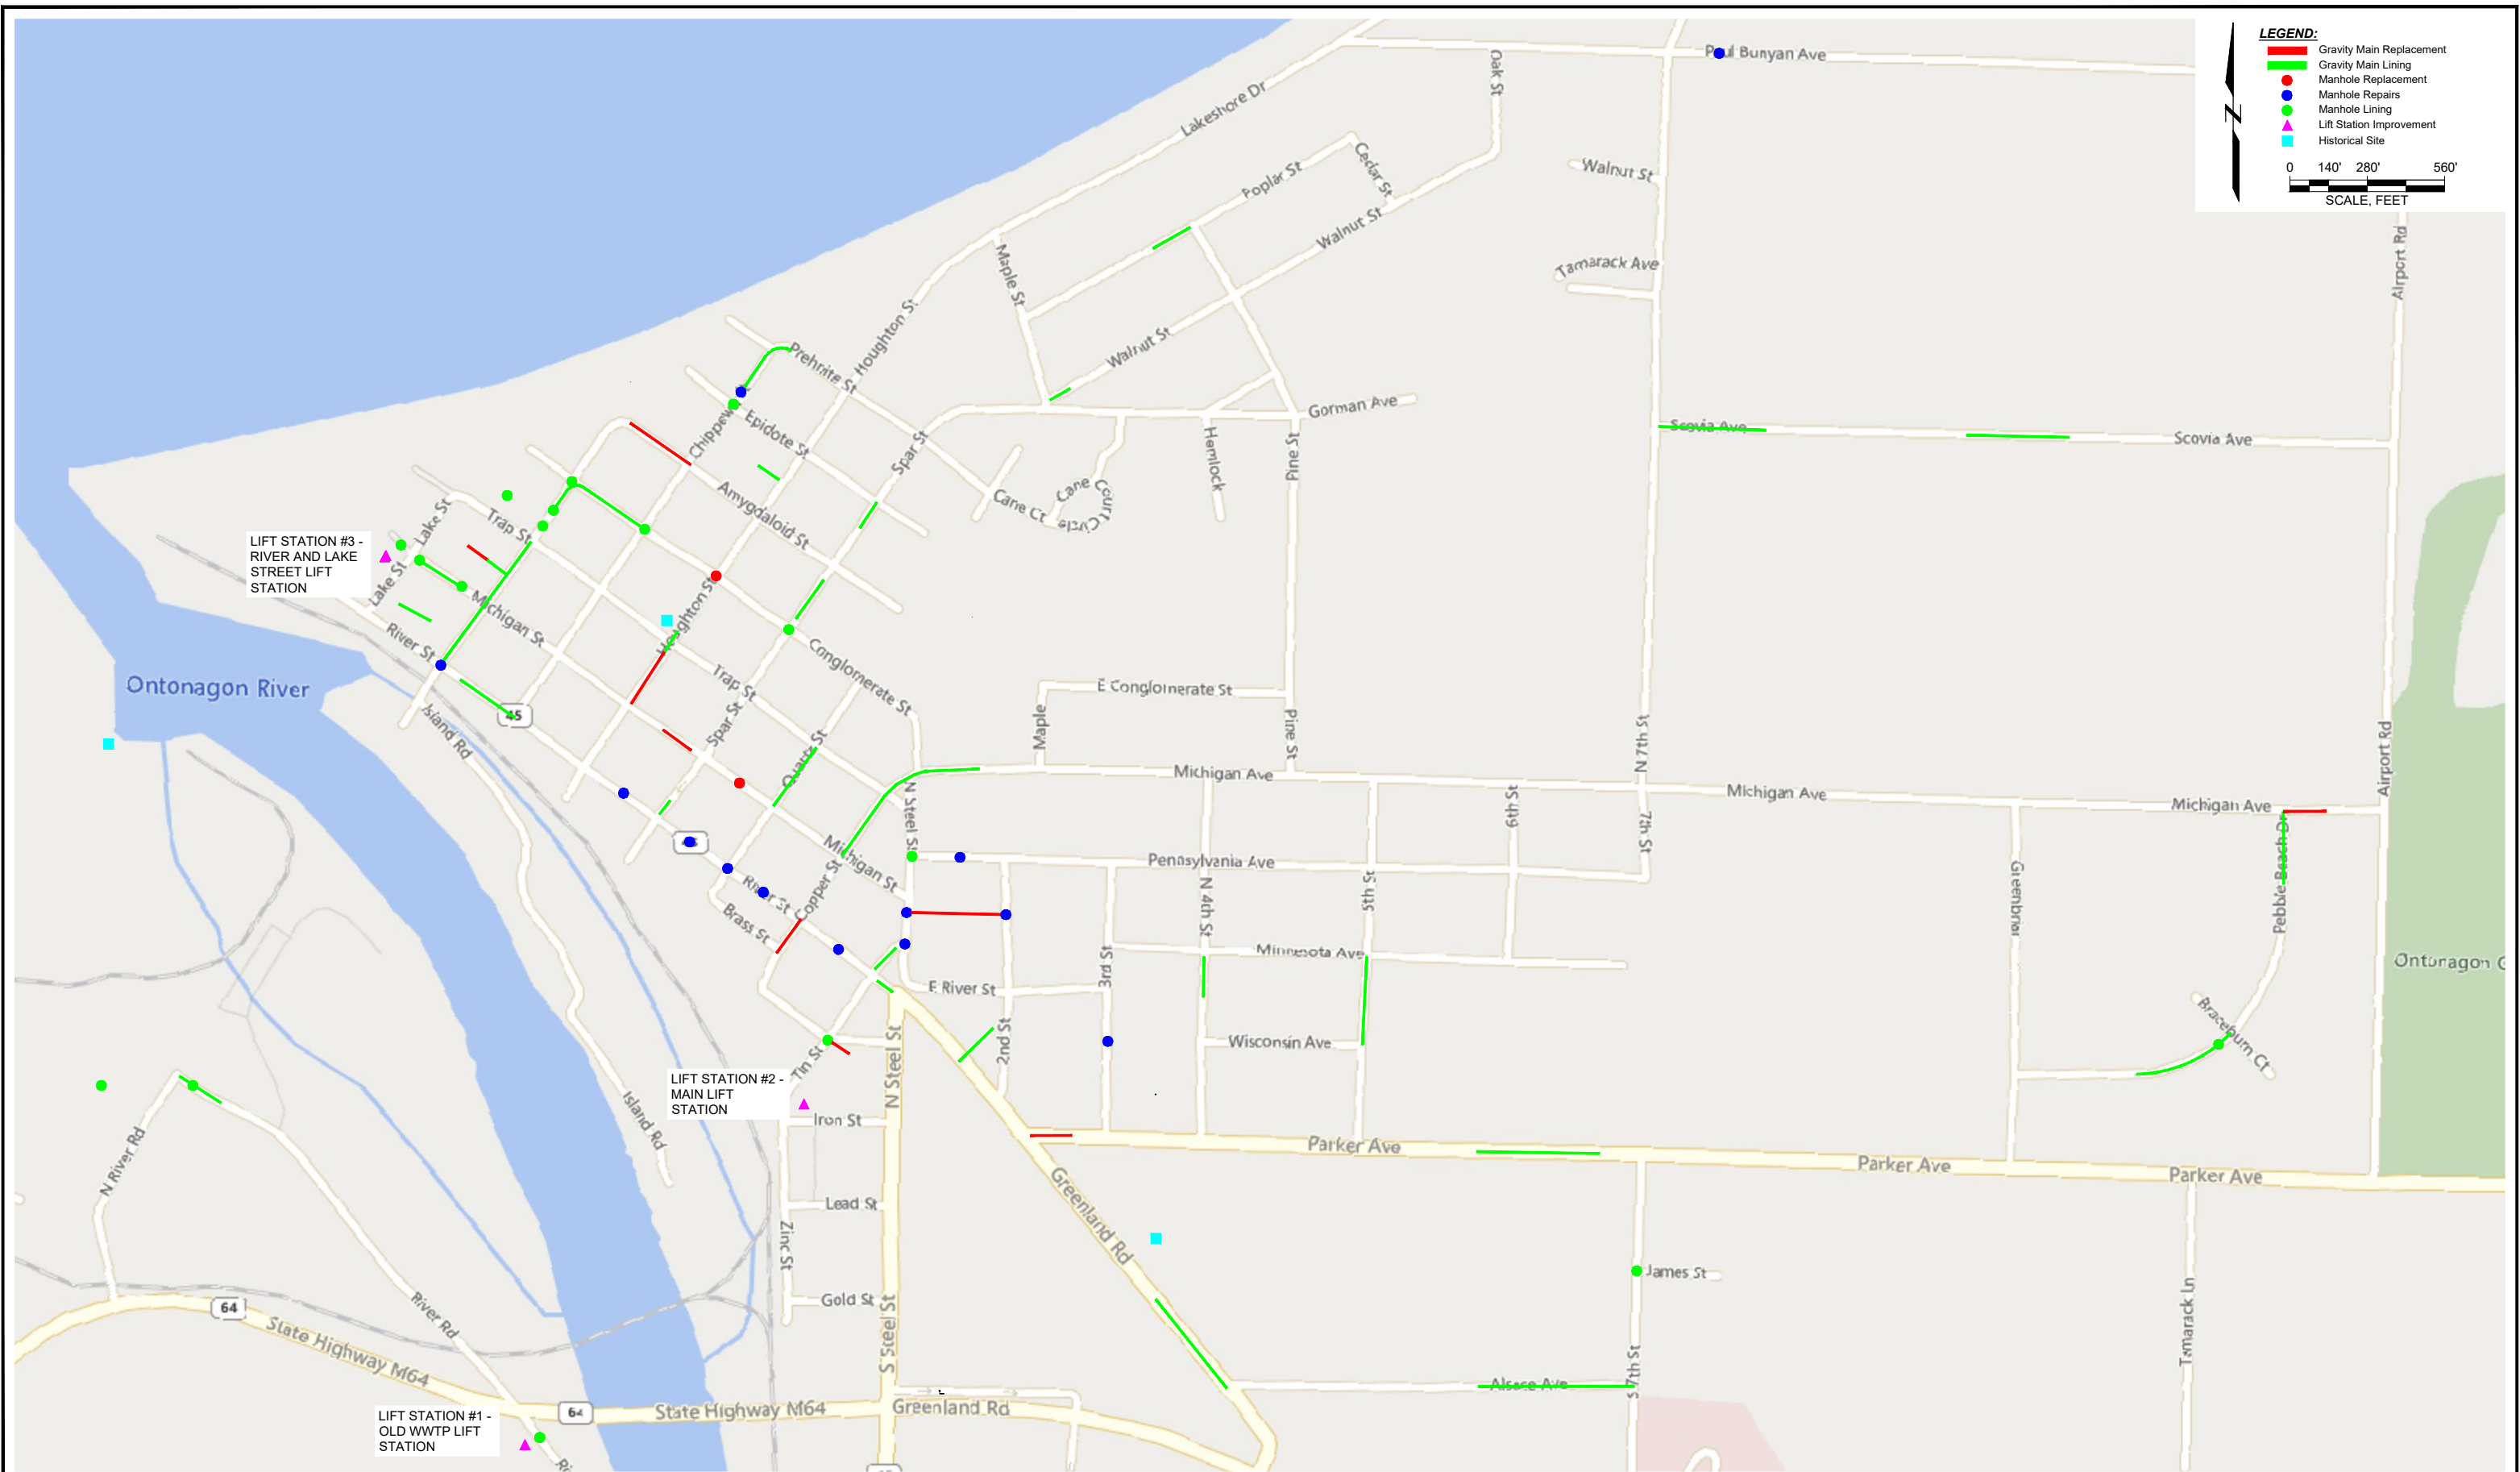 LEGEND:
Gravity Main Replacement
Gravity Main Lining
Manhole Replacement
Manhole Repairs
Manhole Lining
Lift Station Improvement
Historical Site
0 140' 280' 560'
SCALE, FEET
N
Paul Bunyan Ave
Oak St
Lakeshore Dr
Cedar St
Poplar St
Walnut St
Walnut St
Airport Rd
Maple St
Tamarack Ave
Houghton St
Walnut St
Prehnite St
Gorman Ave
Chippewa
Epidote St
Spar St
Hemlock
Pine St
Scovia Ave
Scovia Ave
Amygdaloid St
Cane Ct
Cane Court Circle
Lake St
Trap St
LIFT STATION #3 -
RIVER AND LAKE
STREET LIFT
STATION
Lake St
Michigan St
Houghton St
River St
Conglomerate St
Trap St
E Conglomerate St
Ontonagon River
45
Island Rd
Spar St
Quartz St
Maple
Pine St
N 7th St
Airport Rd
Michigan Ave
Michigan Ave
Michigan Ave
N Steel St
6th St
7th St
Pebble Beach Dr
Michigan St
Pennsylvania Ave
Greenbriar
River St
Copper St
Brass St
N 4th St
5th St
Minnesota Ave
3rd St
Ontonagon G
E River St
2nd St
Wisconsin Ave
Braceburn Ct
Tin St
N Steel St
LIFT STATION #2 -
MAIN LIFT
STATION
Iron St
Island Rd
N River Rd
Parker Ave
Parker Ave
Parker Ave
Greenland Rd
Lead St
Zinc St
James St
Gold St
S Steel St
64
River Rd
State Highway M64
Tamarack Ln
S 7th St
Alsace Ave
64
State Highway M64
Greenland Rd
LIFT STATION #1 -
OLD WWTP LIFT
STATION